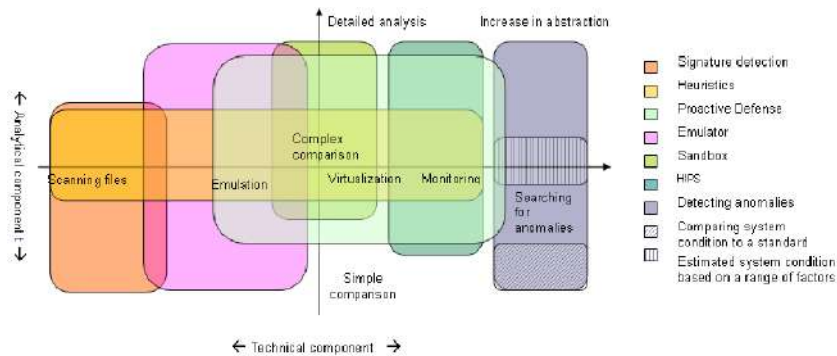 Detailed analysis
Increase in abstraction
Signature detection
Heuristics
Proactive Defense
Emulator
Sandbox
HIPS
Detecting anomalies
Comparing system
condition to a standard
Estimated system condition
based on a range of factors
← Analytical component t →
Complex
comparison
Scanning files
Emulation
Virtualization
Monitoring
Searching
for
anomalies
Simple
comparison
← Technical component →